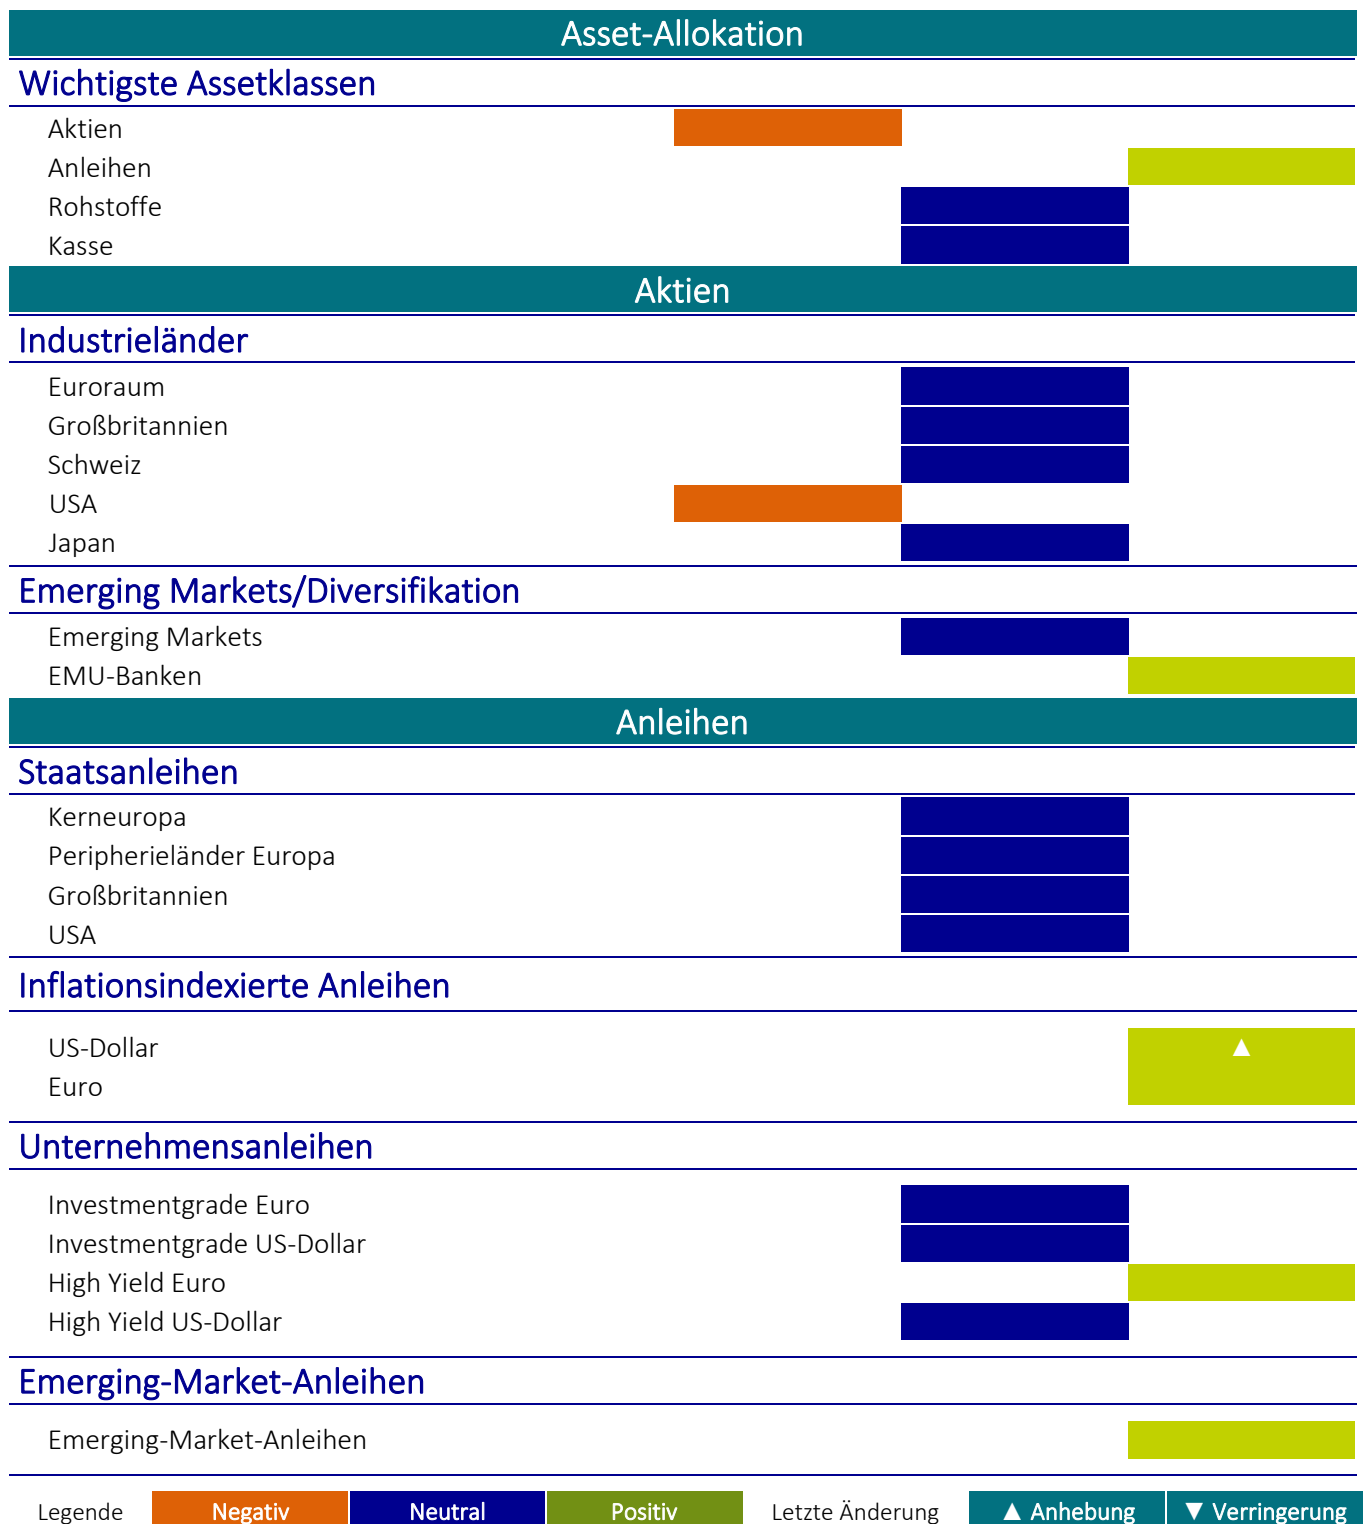 Asset-Allokation
Wichtigste Assetklassen
Aktien
Anleihen
Rohstoffe
Kasse
Aktien
Industrieländer
Euroraum
Großbritannien
Schweiz
USA
Japan
Emerging Markets/Diversifikation
Emerging Markets
EMU-Banken
Anleihen
Staatsanleihen
Kerneuropa
Peripherieländer Europa
Großbritannien
USA
Inflationsindexierte Anleihen
US-Dollar ▲
Euro
Unternehmensanleihen
Investmentgrade Euro
Investmentgrade US-Dollar
High Yield Euro
High Yield US-Dollar
Emerging-Market-Anleihen
Emerging-Market-Anleihen
Legende Negativ Neutral Positiv Letzte Änderung ▲ Anhebung ▼ Verringerung